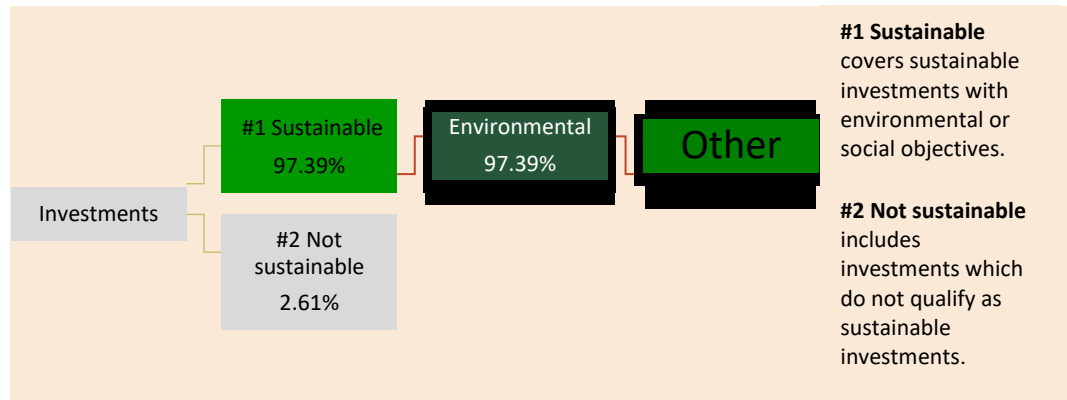 Investments
#1 Sustainable
97.39%
#2 Not
sustainable
2.61%
Environmental
97.39%
Other
#1 Sustainable
covers sustainable
investments with
environmental or
social objectives.
#2 Not sustainable
includes
investments which
do not qualify as
sustainable
investments.